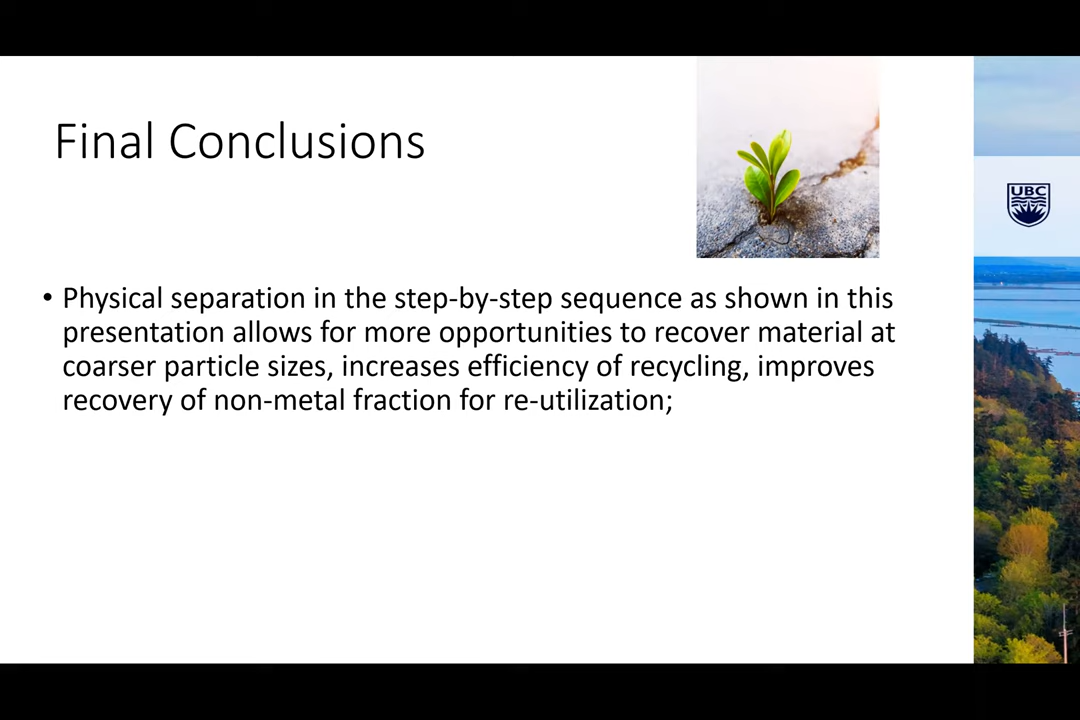 Final Conclusions
UBC
• Physical separation in the step-by-step sequence as shown in this
presentation allows for more opportunities to recover material at
coarser particle sizes, increases efficiency of recycling, improves
recovery of non-metal fraction for re-utilization;